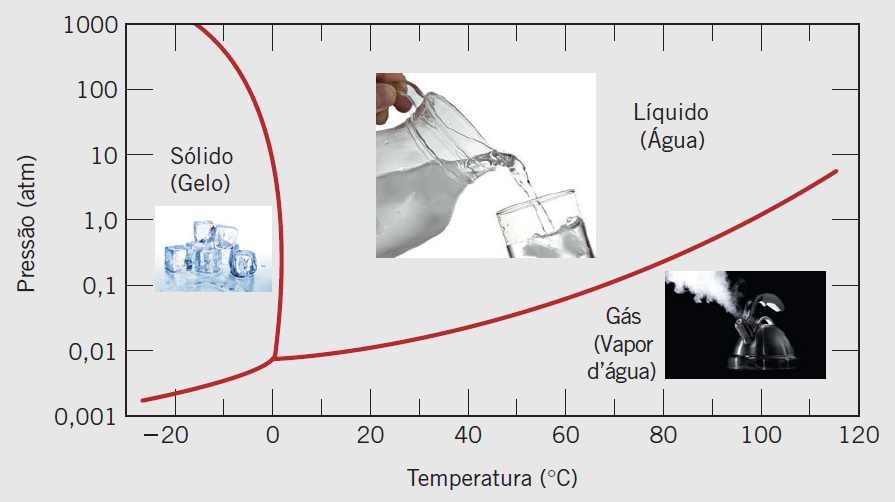 1000
100
10
1,0
0,1
0,01
0,001
Pressão (atm)
Sólido
(Gelo)
Líquido
(Água)
Gás
(Vapor
d’água)
−20
0
20
40
60
80
100
120
Temperatura (°C)